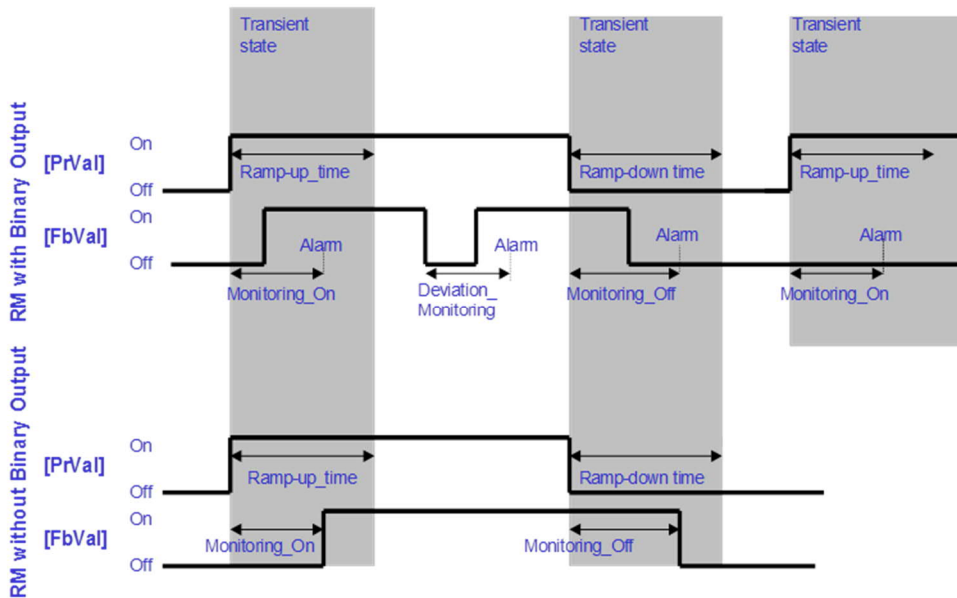 Transient
state
Transient
state
Transient
state
RM with Binary Output
[PrVal]
On
Off
Ramp-up_time
Ramp-down time
Ramp-up_time
[FbVal]
On
Off
Alarm
Alarm
Alarm
Alarm
Monitoring_On
Deviation_
Monitoring
Monitoring_Off
Monitoring_On
RM without Binary Output
[PrVal]
On
Off
Ramp-up_time
Ramp-down time
[FbVal]
On
Off
Monitoring_On
Monitoring_Off